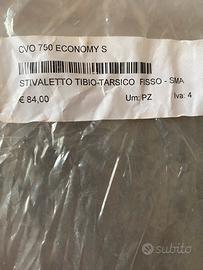 CVO 750 ECONOMY S
STIVALETTO TIBIO-TARSICO FISSO - SMA
€ 84,00 Um: PZ Iva: 4
subito